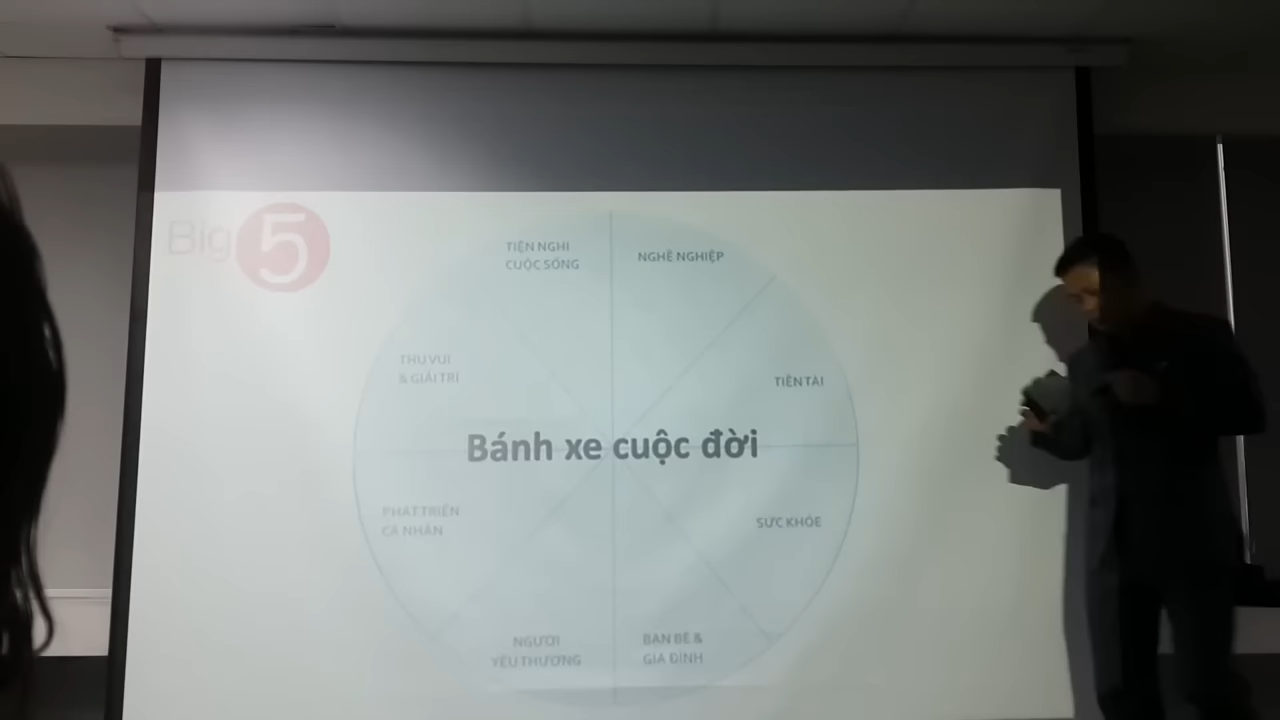 Big 5
TIỆN NGHI
CUỘC SỐNG
NGHỀ NGHIỆP
THÚ VUI
& GIẢI TRÍ
TIỀN TÀI
Bánh xe cuộc đời
PHÁT TRIỂN
CÁ NHÂN
SỨC KHỎE
NGƯỜI
YÊU THƯƠNG
BẠN BÈ &
GIA ĐÌNH